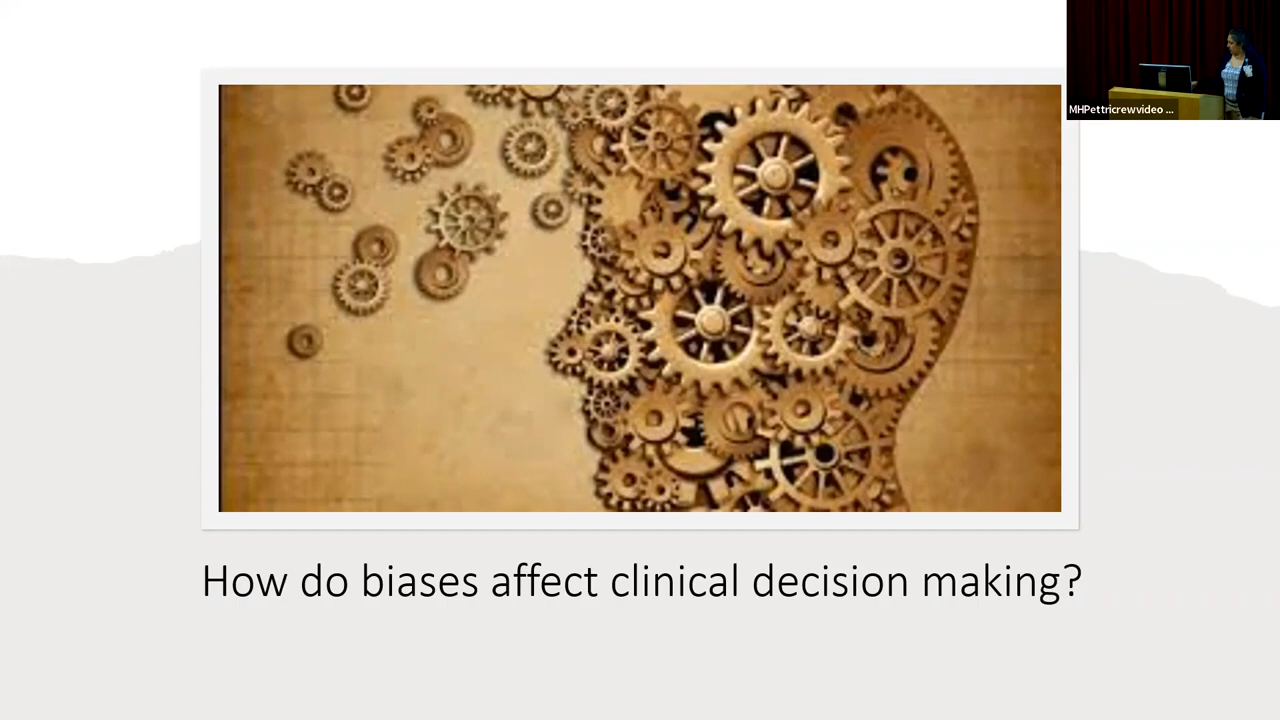 MHPettricrewvideo ...
How do biases affect clinical decision making?